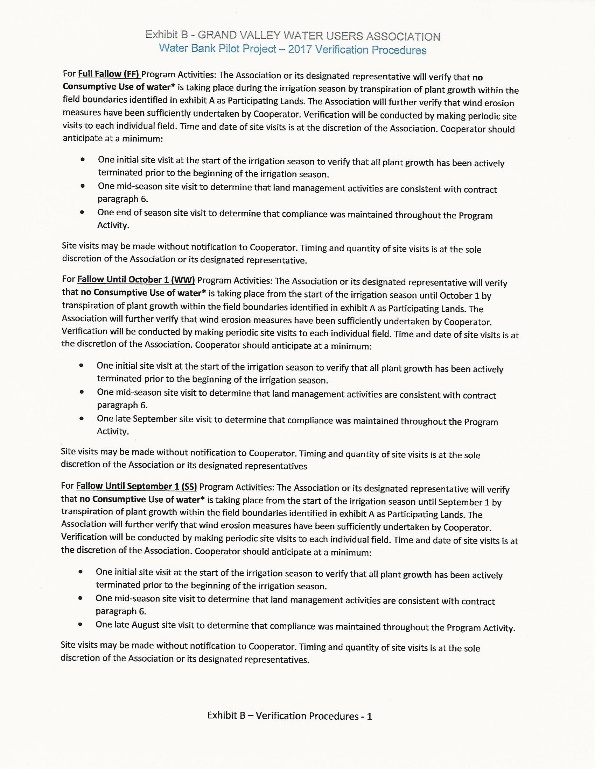 Exhibit B - GRAND VALLEY WATER USERS ASSOCIATION
Water Bank Pilot Project – 2017 Verification Procedures
For Full Fallow (FF) Program Activities: The Association or its designated representative will verify that no
Consumptive Use of water* is taking place during the irrigation season by transpiration of plant growth within the
field boundaries identified in exhibit A as Participating Lands. The Association will further verify that wind erosion
measures have been sufficiently undertaken by Cooperator. Verification will be conducted by making periodic site
visits to each individual field. Time and date of site visits is at the discretion of the Association. Cooperator should
anticipate at a minimum:
• One initial site visit at the start of the irrigation season to verify that all plant growth has been actively
terminated prior to the beginning of the irrigation season.
• One mid-season site visit to determine that land management activities are consistent with contract
paragraph 6.
• One end of season site visit to determine that compliance was maintained throughout the Program
Activity.
Site visits may be made without notification to Cooperator. Timing and quantity of site visits is at the sole
discretion of the Association or its designated representative.
For Fallow Until October 1 (WW) Program Activities: The Association or its designated representative will verify
that no Consumptive Use of water* is taking place from the start of the irrigation season until October 1 by
transpiration of plant growth within the field boundaries identified in exhibit A as Participating Lands. The
Association will further verify that wind erosion measures have been sufficiently undertaken by Cooperator.
Verification will be conducted by making periodic site visits to each individual field. Time and date of site visits is at
the discretion of the Association. Cooperator should anticipate at a minimum:
• One initial site visit at the start of the irrigation season to verify that all plant growth has been actively
terminated prior to the beginning of the irrigation season.
• One mid-season site visit to determine that land management activities are consistent with contract
paragraph 6.
• One late September site visit to determine that compliance was maintained throughout the Program
Activity.
Site visits may be made without notification to Cooperator. Timing and quantity of site visits is at the sole
discretion of the Association or its designated representatives
For Fallow Until September 1 (SS) Program Activities: The Association or its designated representative will verify
that no Consumptive Use of water* is taking place from the start of the irrigation season until September 1 by
transpiration of plant growth within the field boundaries identified in exhibit A as Participating Lands. The
Association will further verify that wind erosion measures have been sufficiently undertaken by Cooperator.
Verification will be conducted by making periodic site visits to each individual field. Time and date of site visits is at
the discretion of the Association. Cooperator should anticipate at a minimum:
• One initial site visit at the start of the irrigation season to verify that all plant growth has been actively
terminated prior to the beginning of the irrigation season.
• One mid-season site visit to determine that land management activities are consistent with contract
paragraph 6.
• One late August site visit to determine that compliance was maintained throughout the Program Activity.
Site visits may be made without notification to Cooperator. Timing and quantity of site visits is at the sole
discretion of the Association or its designated representatives.
Exhibit B – Verification Procedures - 1